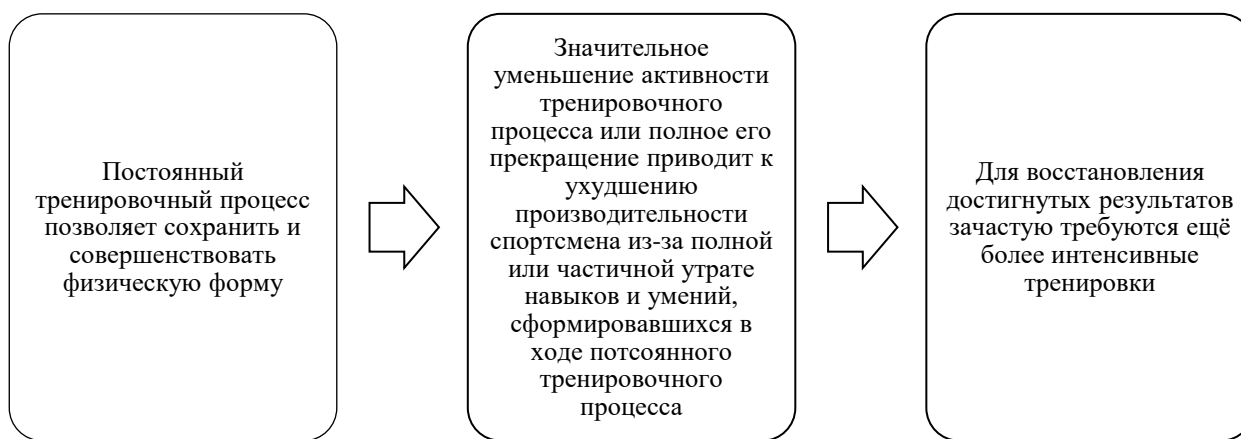 Постоянный
тренировочный процесс
позволяет сохранить и
совершенствовать
физическую форму
Значительное
уменьшение активности
тренировочного
процесса или полное его
прекращение приводит к
ухудшению
производительности
спортсмена из-за полной
или частичной утрате
навыков и умений,
сформировавшихся в
ходе потсоянного
тренировочного
процесса
Для восстановления
достигнутых результатов
зачастую требуются ещё
более интенсивные
тренировки